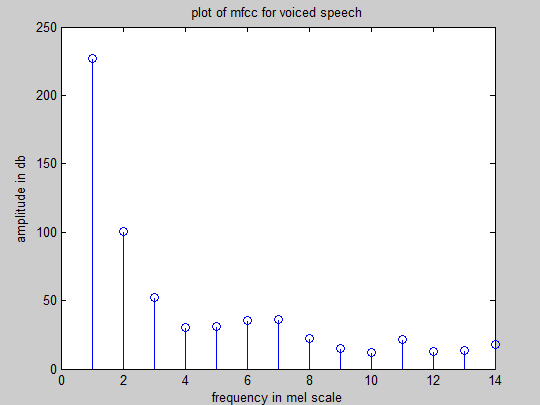 plot of mfcc for voiced speech
250
200
150
100
50
0
amplitude in db
0 2 4 6 8 10 12 14
frequency in mel scale